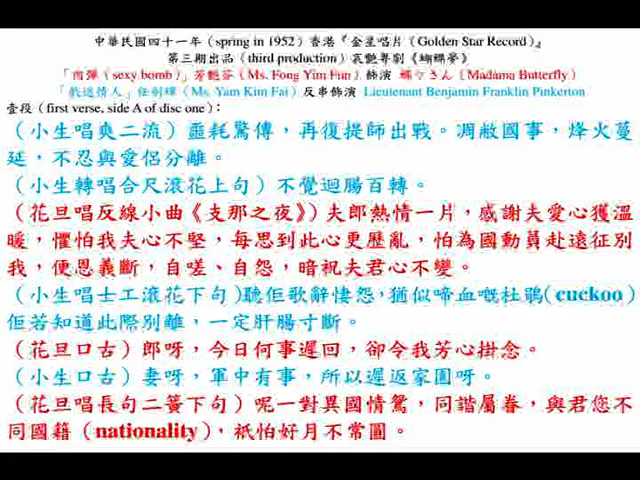 中華民國四十一年（spring in 1952）香港『金星唱片（Golden Star Record）』
第三期出品（third production）哀艷粵劇《蝴蝶夢》
「肉彈（sexy bomb）」芳艷芬（Ms. Fong Yim Fun）飾演 蝶々さん（Madama Butterfly）
「戲迷情人」任劍輝（Ms. Yam Kim Fai）反串飾演 Lieutenant Benjamin Franklin Pinkerton
壹段（first verse, side A of disc one）：
（小生唱爽二流）噩耗驚傳，再復提師出戰。凋敝國事，烽火蔓
延，不忍與愛侶分離。
（小生轉唱合尺滾花上句）不覺迴腸百轉。
（花旦唱反線小曲《支那之夜》）夫郎熱情一片，感謝夫愛心獲溫
暖，懼怕我夫心不堅，每思到此心更歷亂，怕為國動員赴遠征別
我，便恩義斷，自嗟、自怨，暗祝夫君心不變。
（小生唱士工滾花下句）聽佢歌辭悽怨，猶似啼血嘅杜鵑（cuckoo）
佢若知道此際別離，一定肝腸寸斷。
（花旦口古）郎呀，今日何事遲回，卻令我芳心掛念。
（小生口古）妻呀，軍中有事，所以遲返家園呀。
（花旦唱長句二簧下句）呢一對異國情鴛，同諧屬眷，與君您不
同國籍（nationality），祇怕好月不常圓。